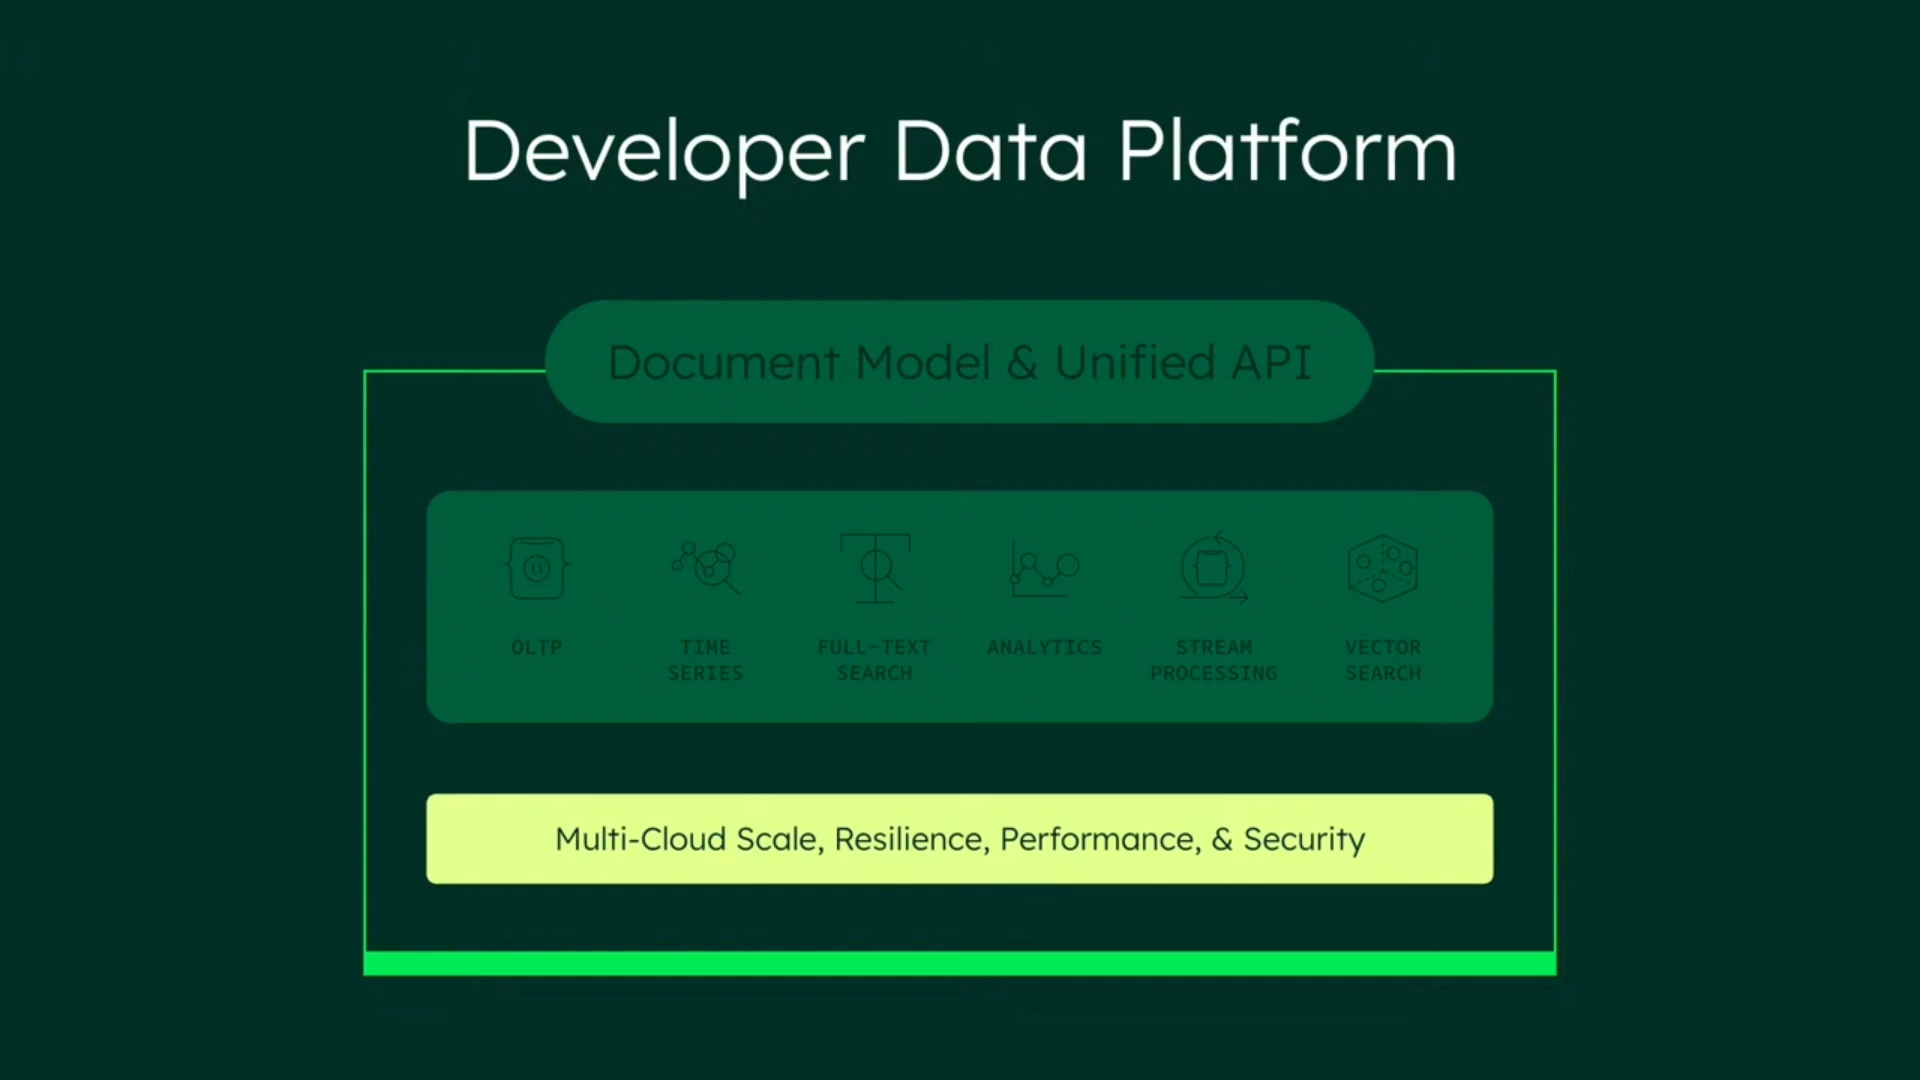 Developer Data Platform
Document Model & Unified API
OLTP
TIME
SERIES
FULL-TEXT
SEARCH
ANALYTICS
STREAM
PROCESSING
VECTOR
SEARCH
Multi-Cloud Scale, Resilience, Performance, & Security